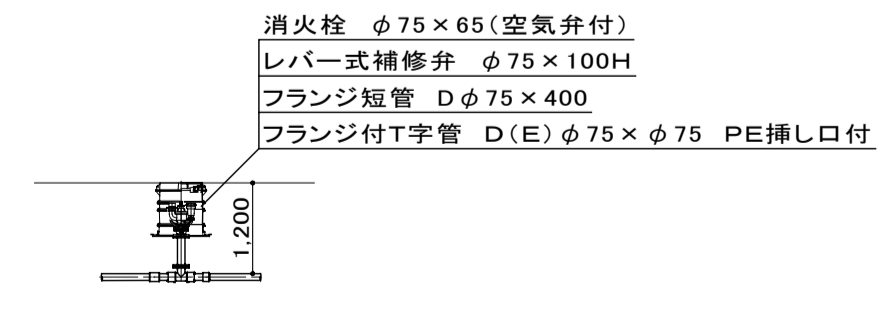 消火栓　φ75×65(空気弁付)
レバー式補修弁　φ75×100H
フランジ短管　Dφ75×400
フランジ付T字管　D(E)φ75×φ75　PE挿し口付
1,200